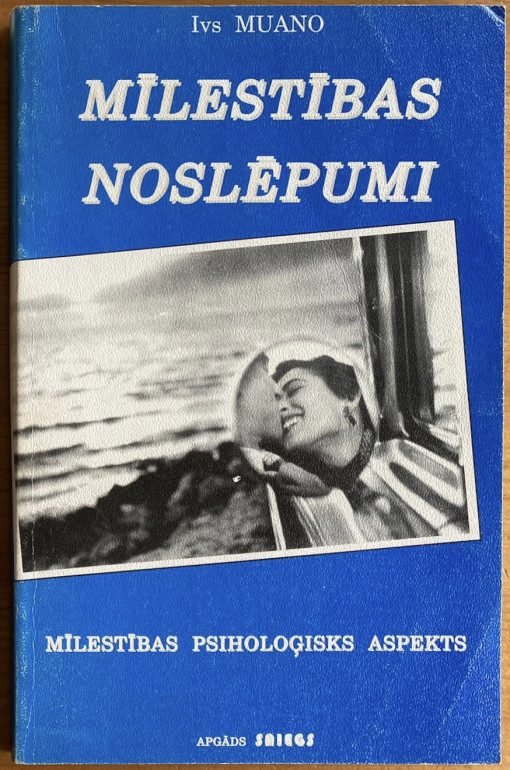 Ivs MUANO
MĪLESTĪBAS
NOSLĒPUMI
MĪLESTĪBAS PSIHOLOĢISKS ASPEKTS
APGĀDS SNIEGS